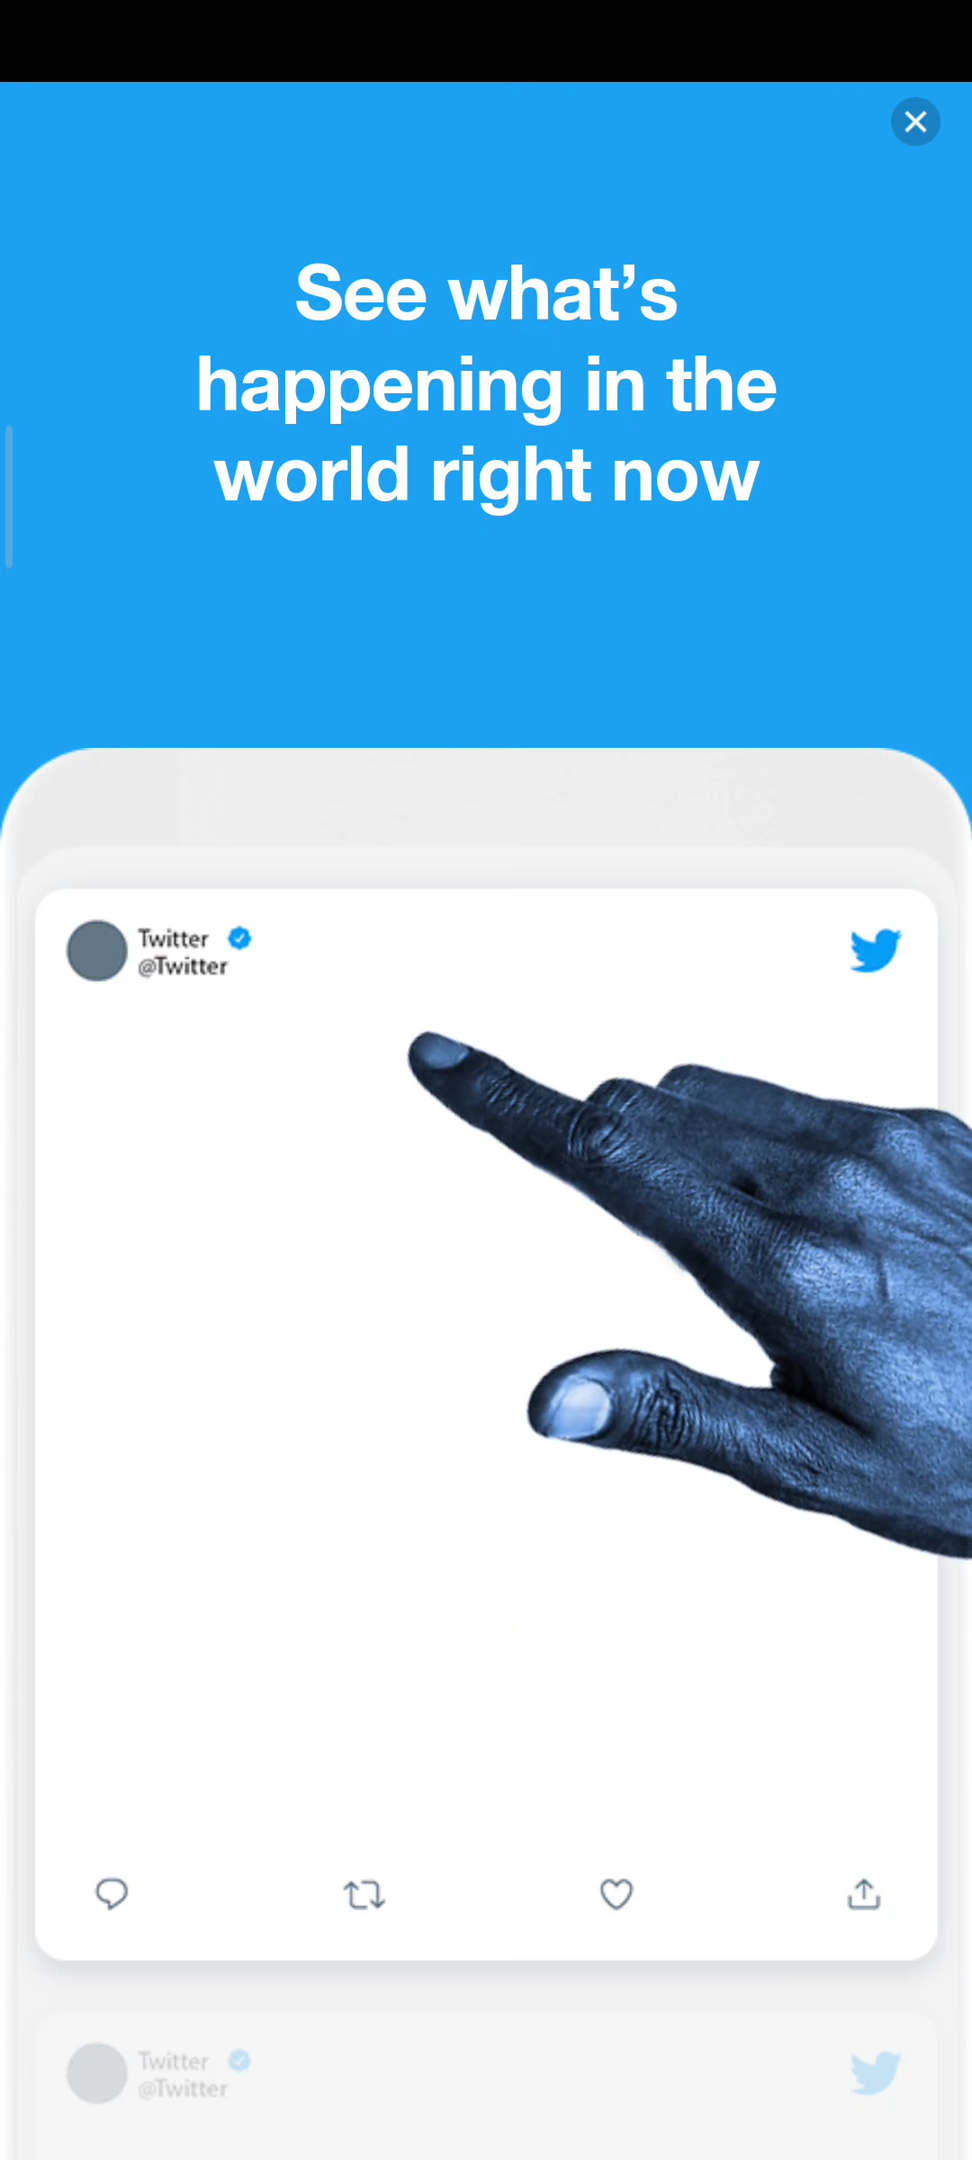 See what’s
happening in the
world right now
Twitter
@Twitter
Twitter
@Twitter